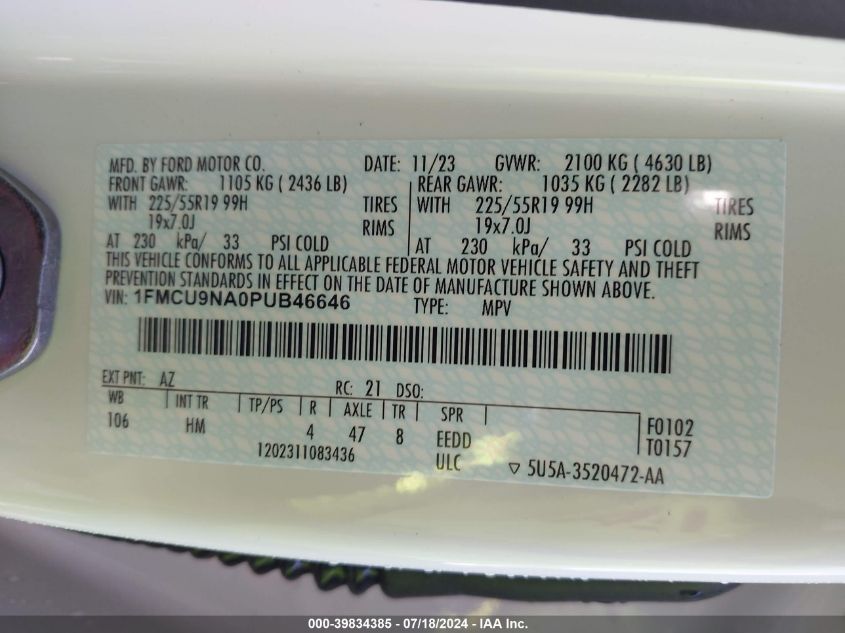 MFD. BY FORD MOTOR CO. DATE: 11/23 GVWR: 2100 KG ( 4630 LB)
FRONT GAWR: 1105 KG ( 2436 LB) REAR GAWR: 1035 KG ( 2282 LB)
WITH 225/55R19 99H TIRES WITH 225/55R19 99H TIRES
19x7.0J RIMS 19x7.0J RIMS
AT 230 kPa/ 33 PSI COLD AT 230 kPa/ 33 PSI COLD
THIS VEHICLE CONFORMS TO ALL APPLICABLE FEDERAL MOTOR VEHICLE SAFETY AND THEFT
PREVENTION STANDARDS IN EFFECT ON THE DATE OF MANUFACTURE SHOWN ABOVE.
VIN: 1FMCU9NA0PUB46646 TYPE: MPV
EXT PNT: AZ RC: 21 DSO:
WB INT TR TP/PS R AXLE TR SPR F0102
106 HM 4 47 8 EEDD T0157
1202311083436 ULC ▽ 5U5A-3520472-AA
000-39834385 - 07/18/2024 - IAA Inc.